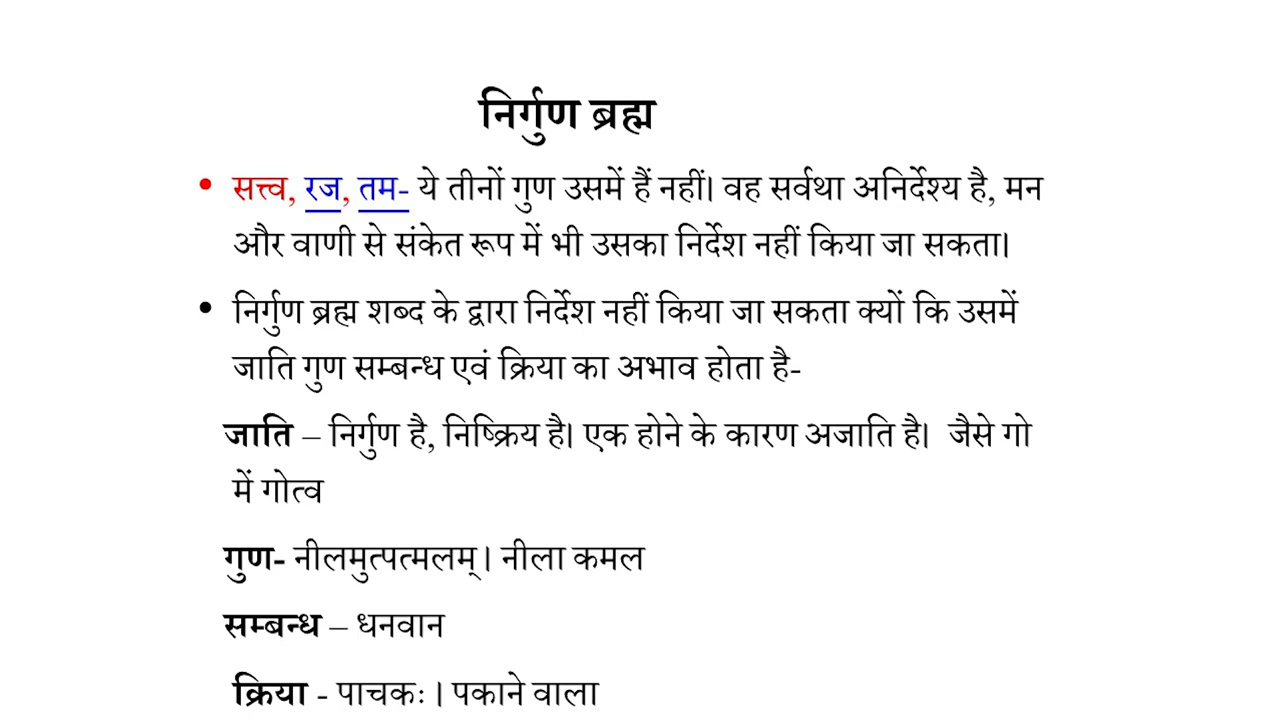 निर्गुण ब्रह्म
• सत्त्व, रज, तम- ये तीनों गुण उसमें हैं नहीं। वह सर्वथा अनिर्देश्य है, मन
और वाणी से संकेत रूप में भी उसका निर्देश नहीं किया जा सकता।
• निर्गुण ब्रह्म शब्द के द्वारा निर्देश नहीं किया जा सकता क्यों कि उसमें
जाति गुण सम्बन्ध एवं क्रिया का अभाव होता है-
जाति – निर्गुण है, निष्क्रिय है। एक होने के कारण अजाति है। जैसे गो
में गोत्व
गुण- नीलमुत्पत्मलम्। नीला कमल
सम्बन्ध – धनवान
क्रिया - पाचकः। पकाने वाला